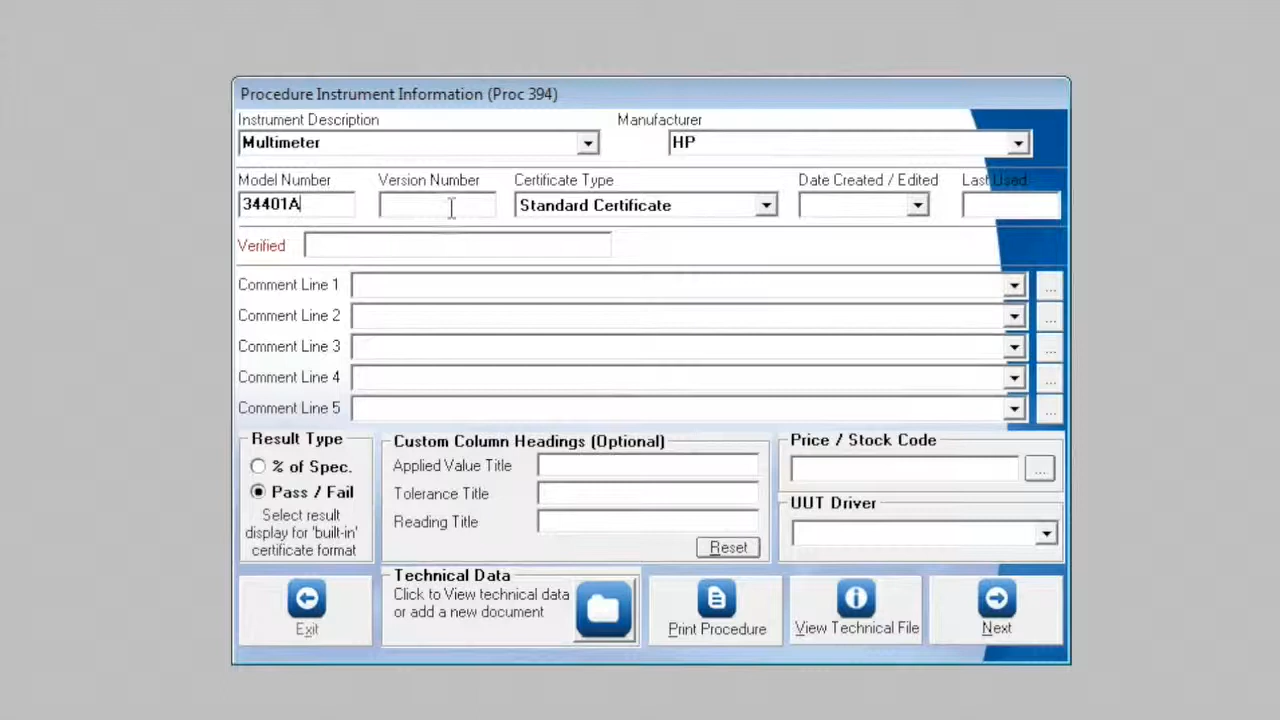 Procedure Instrument Information (Proc 394)
Instrument Description
Manufacturer
Multimeter
HP
Model Number
Version Number
Certificate Type
Date Created / Edited
Last Used
34401A
Standard Certificate
Verified
Comment Line 1
...
Comment Line 2
...
Comment Line 3
...
Comment Line 4
...
Comment Line 5
...
Result Type
% of Spec.
Pass / Fail
Select result
display for 'built-in'
certificate format
Custom Column Headings (Optional)
Applied Value Title
Tolerance Title
Reading Title
Reset
Price / Stock Code
...
UUT Driver
Exit
Technical Data
Click to View technical data
or add a new document
Print Procedure
View Technical File
Next